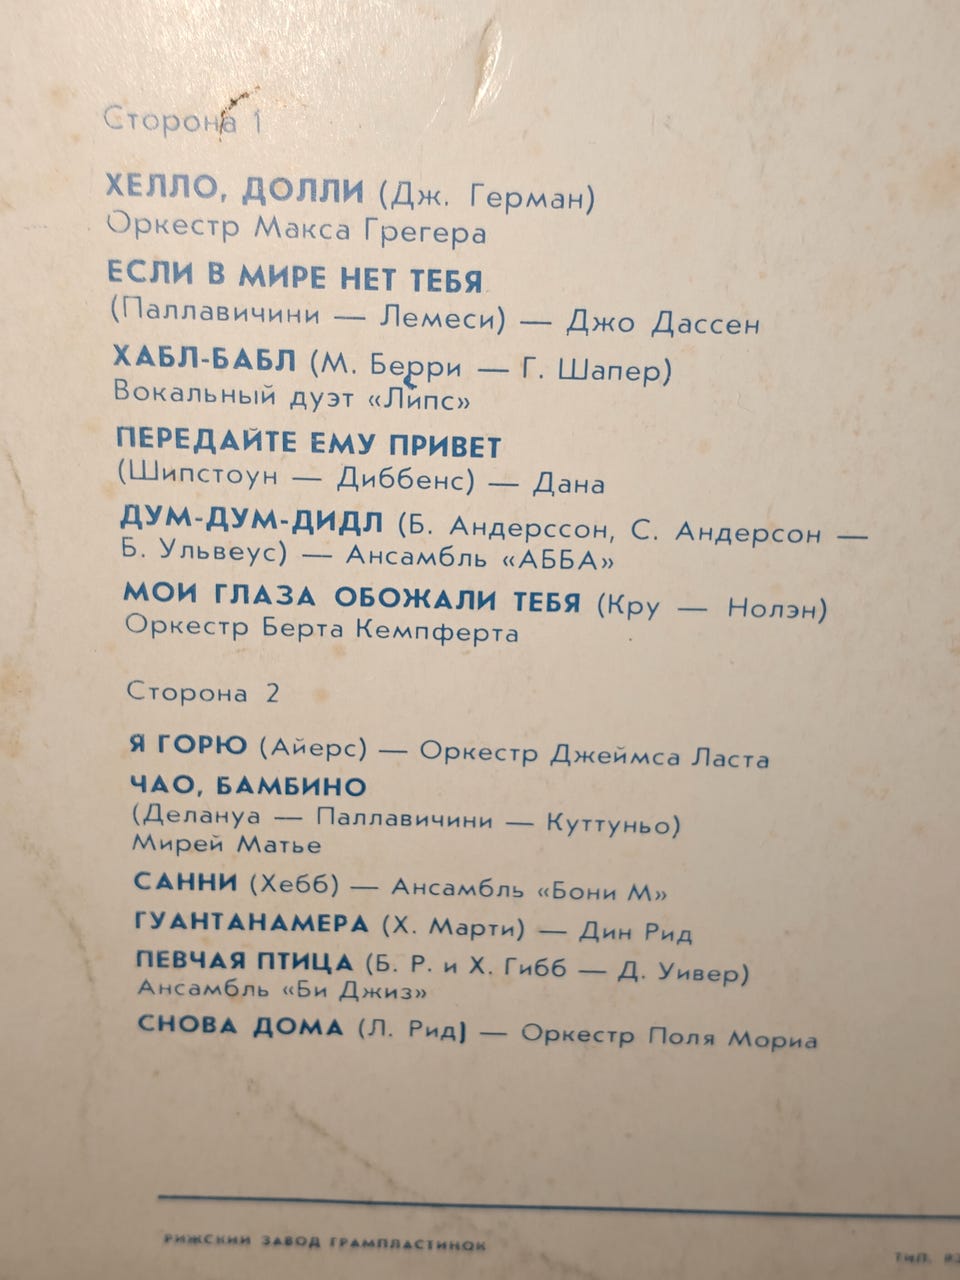 Сторона 1
ХЕЛЛО, ДОЛЛИ (Дж. Герман)
Оркестр Макса Грегера
ЕСЛИ В МИРЕ НЕТ ТЕБЯ
(Паллавичини — Лемеси) — Джо Дассен
ХАБЛ-БАБЛ (М. Берри — Г. Шапер)
Вокальный дуэт «Липс»
ПЕРЕДАЙТЕ ЕМУ ПРИВЕТ
(Шипстоун — Диббенс) — Дана
ДУМ-ДУМ-ДИДЛ (Б. Андерссон, С. Андерсон —
Б. Ульвеус) — Ансамбль «АББА»
МОИ ГЛАЗА ОБОЖАЛИ ТЕБЯ (Кру — Нолэн)
Оркестр Берта Кемпферта
Сторона 2
Я ГОРЮ (Айерс) — Оркестр Джеймса Ласта
ЧАО, БАМБИНО
(Делануа — Паллавичини — Куттуньо)
Мирей Матье
САННИ (Хебб) — Ансамбль «Бони М»
ГУАНТАНАМЕРА (Х. Марти) — Дин Рид
ПЕВЧАЯ ПТИЦА (Б. Р. и Х. Гибб — Д. Уивер)
Ансамбль «Би Джиз»
СНОВА ДОМА (Л. Рид) — Оркестр Поля Мориа
РИЖСКИЙ ЗАВОД ГРАМПЛАСТИНОК
ТИП.